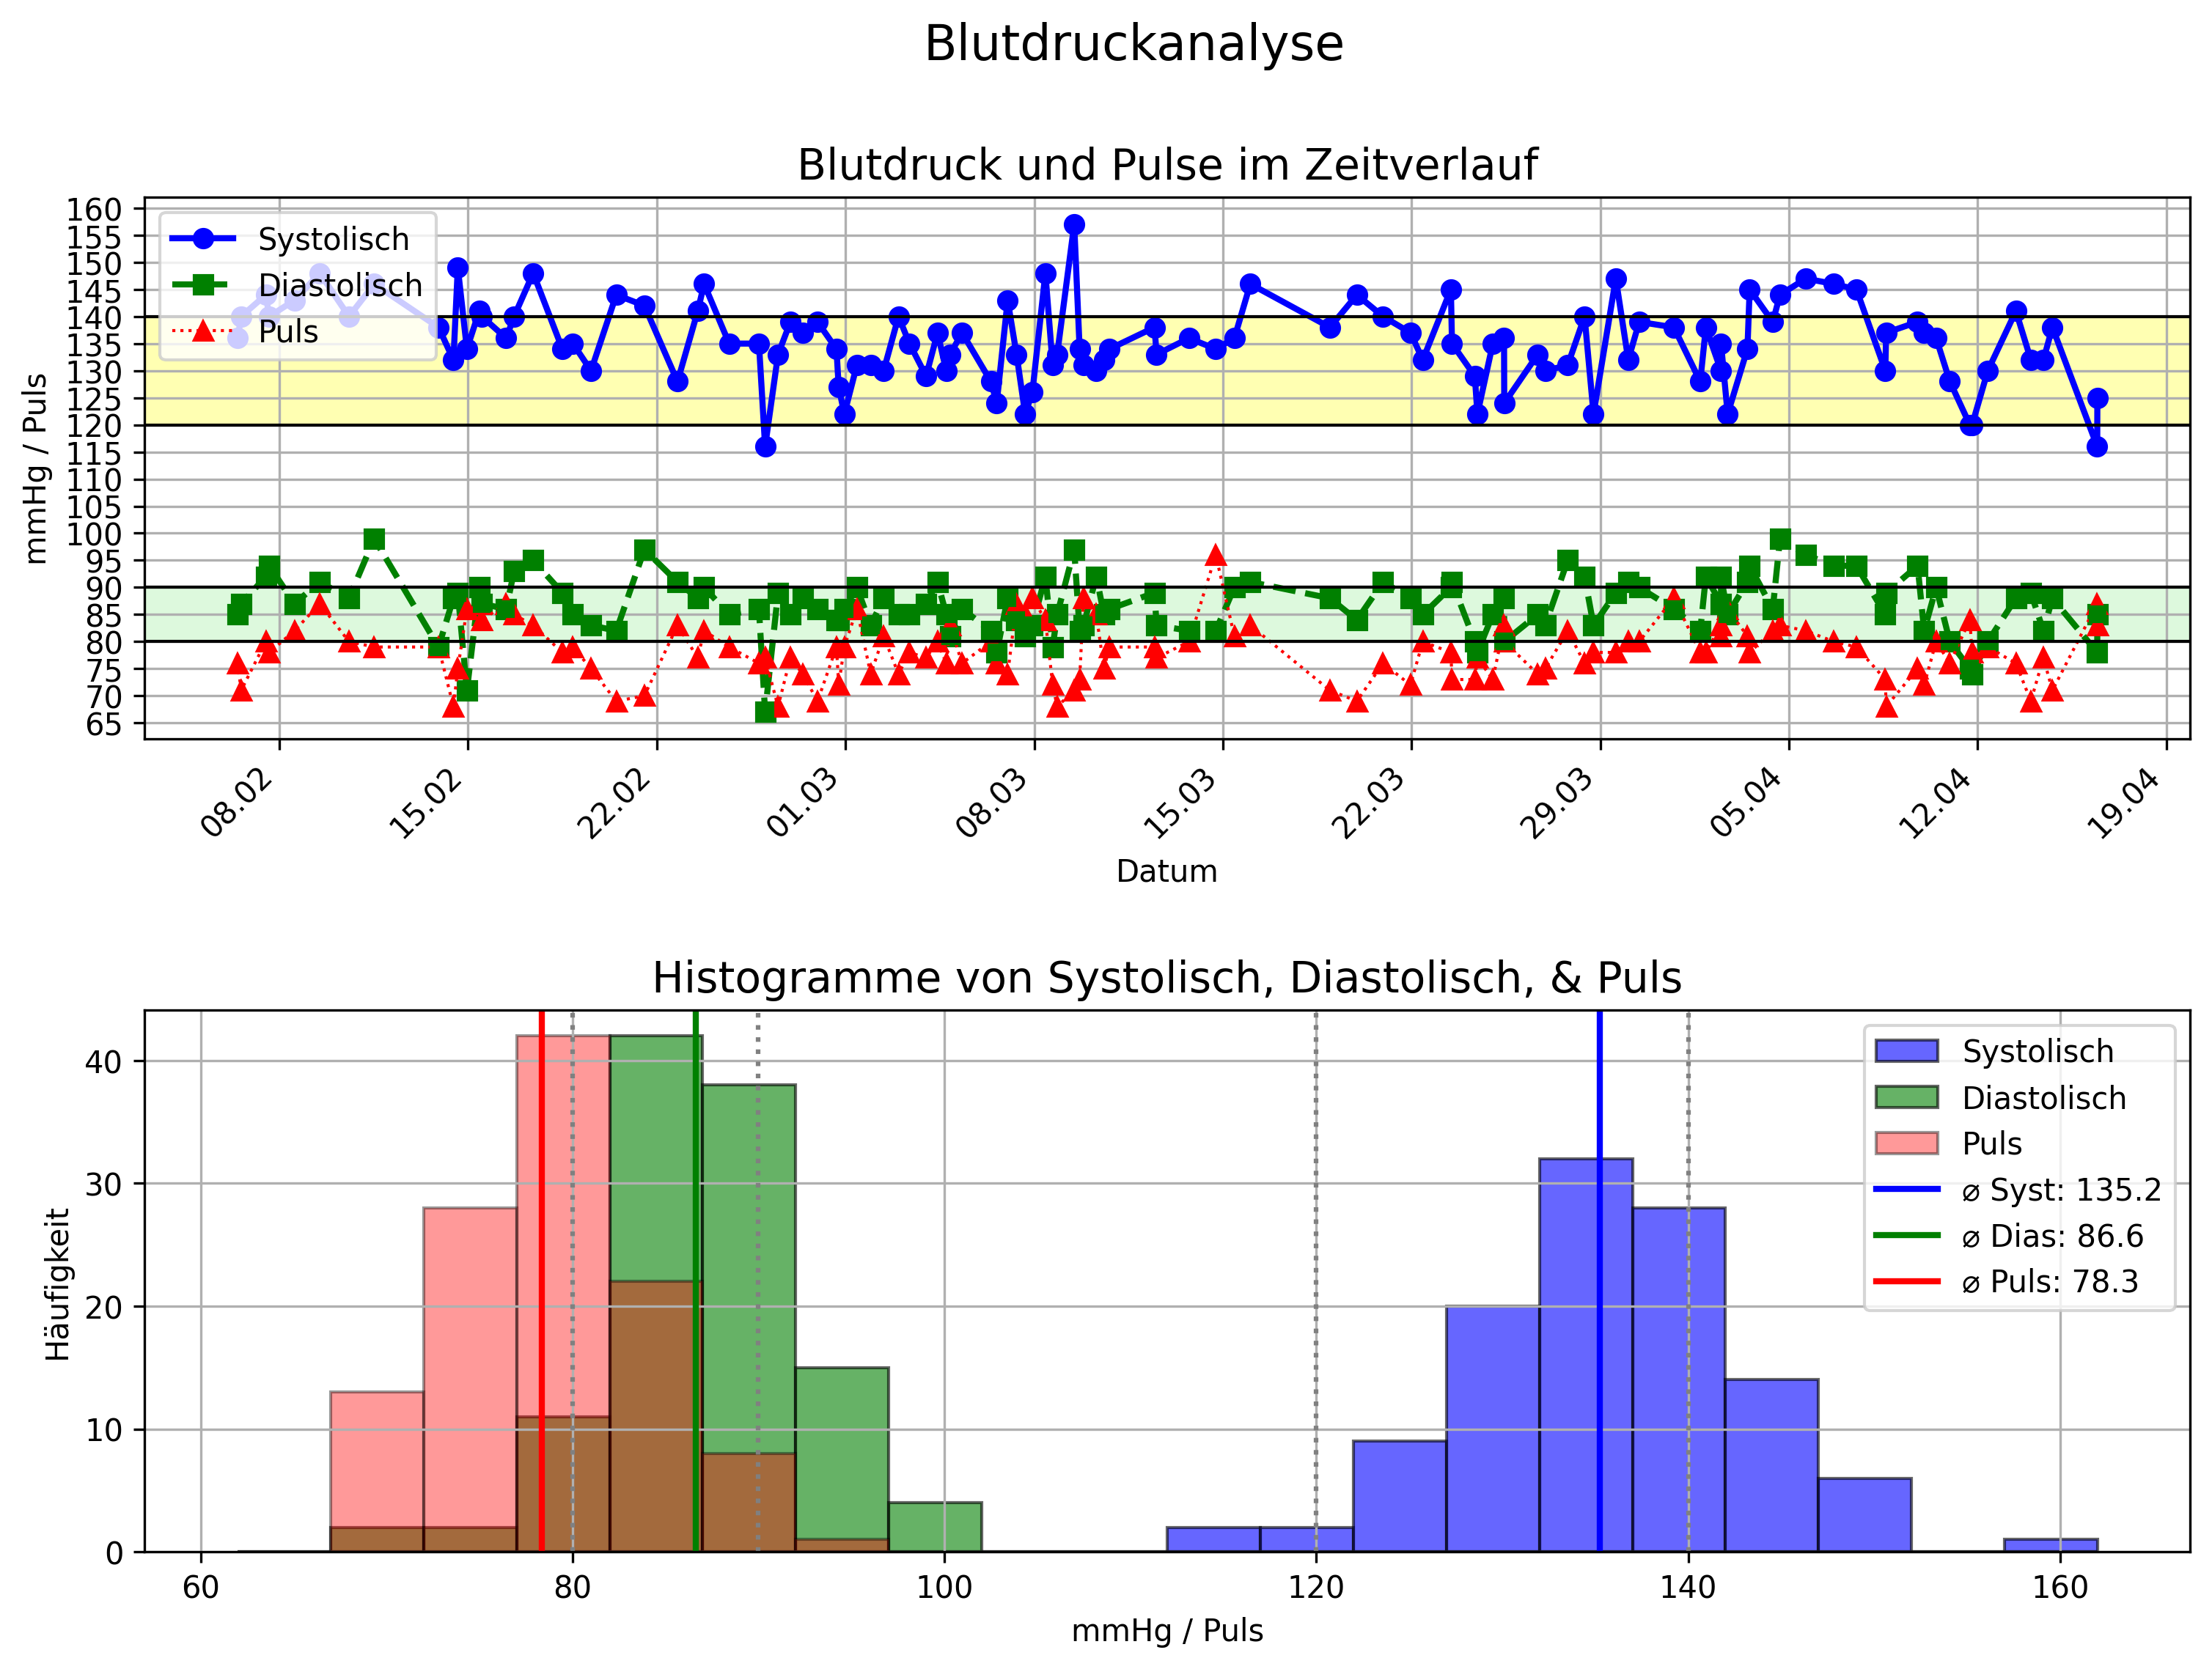 Blutdruckanalyse
Blutdruck und Pulse im Zeitverlauf
160
155
150
145
140
135
130
125
120
115
110
105
100
95
90
85
80
75
70
65
mmHg / Puls
Systolisch
Diastolisch
Puls
08.02
15.02
22.02
01.03
08.03
15.03
22.03
29.03
05.04
12.04
19.04
Datum
Histogramme von Systolisch, Diastolisch, & Puls
40
30
20
10
0
Häufigkeit
Systolisch
Diastolisch
Puls
⌀ Syst: 135.2
⌀ Dias: 86.6
⌀ Puls: 78.3
60
80
100
120
140
160
mmHg / Puls